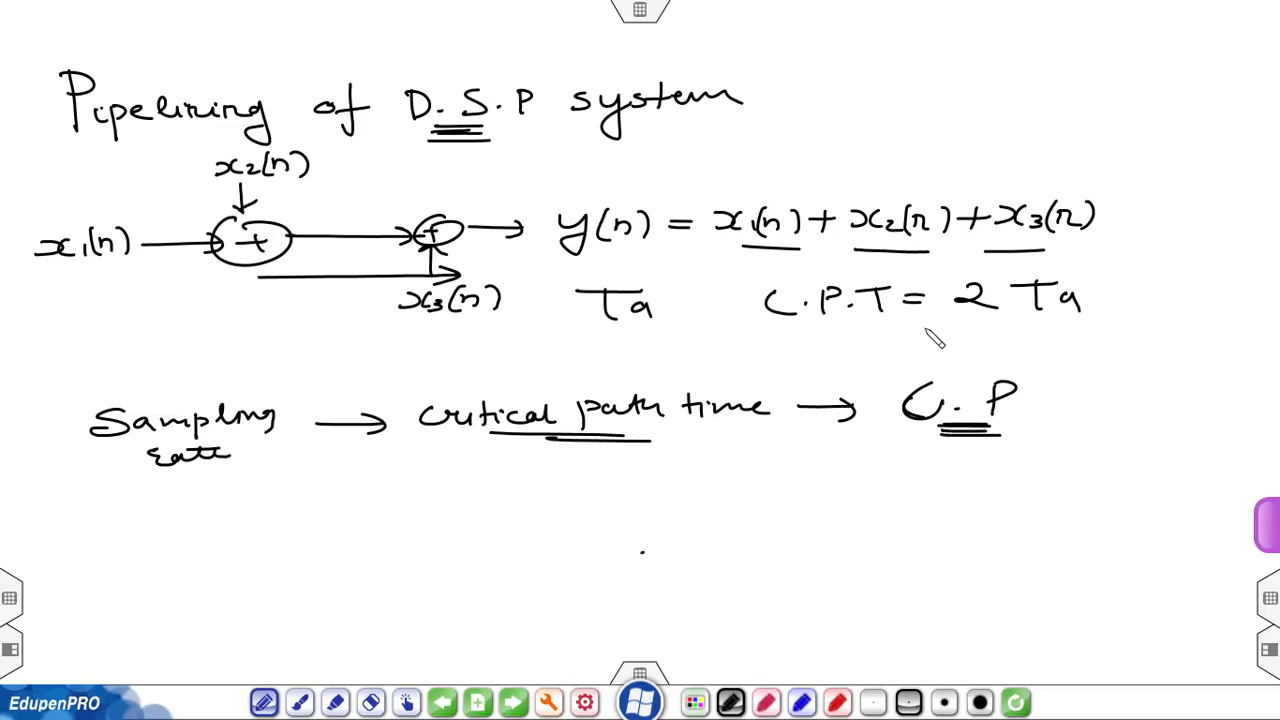 Pipelining of D.S.P system
x2(n)
x1(n) + + y(n) = x1(n) + x2(n) + x3(n)
x3(n) Ta C.P.T = 2 Ta
Sampling rate → critical path time → C.P
EdupenPRO